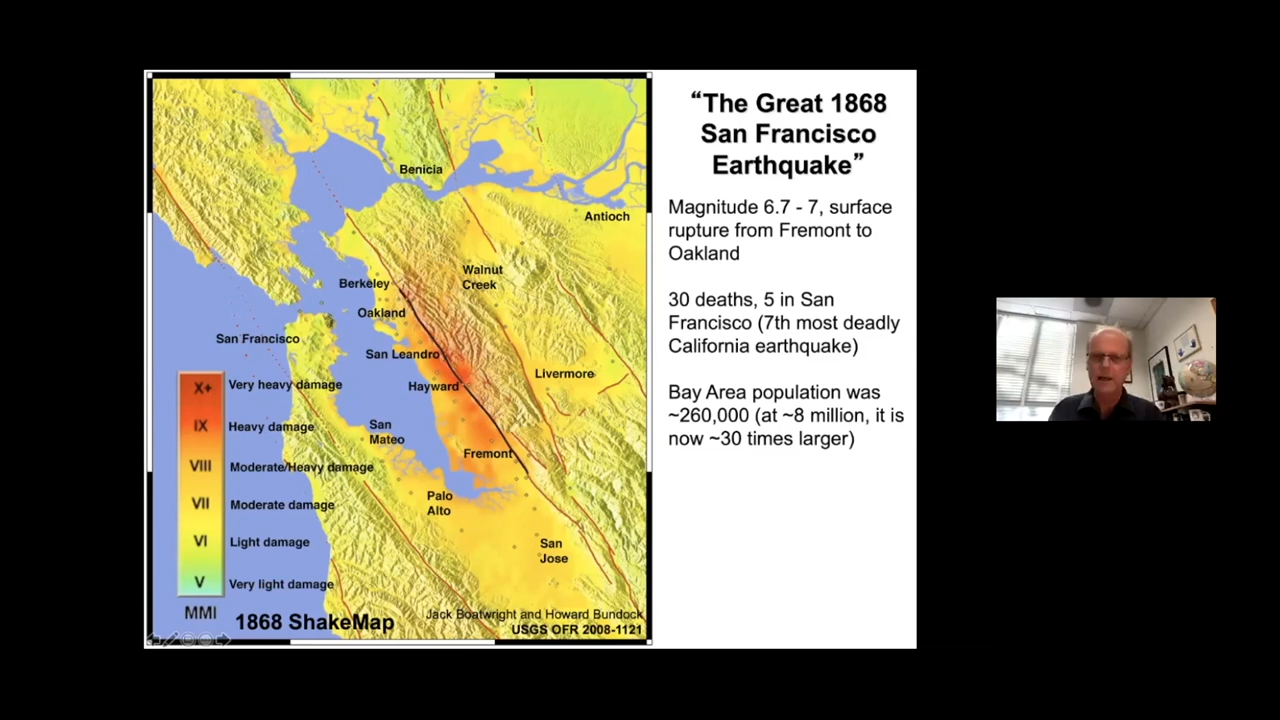 Benicia
Antioch
Walnut
Creek
Berkeley
Oakland
San Francisco
San Leandro
Livermore
Hayward
San
Mateo
Fremont
Palo
Alto
San
Jose
X+ Very heavy damage
IX Heavy damage
VIII Moderate/Heavy damage
VII Moderate damage
VI Light damage
V Very light damage
MMI
1868 ShakeMap
Jack Boatwright and Howard Bundock
USGS OFR 2008-1121
“The Great 1868
San Francisco
Earthquake”
Magnitude 6.7 - 7, surface
rupture from Fremont to
Oakland
30 deaths, 5 in San
Francisco (7th most deadly
California earthquake)
Bay Area population was
~260,000 (at ~8 million, it is
now ~30 times larger)